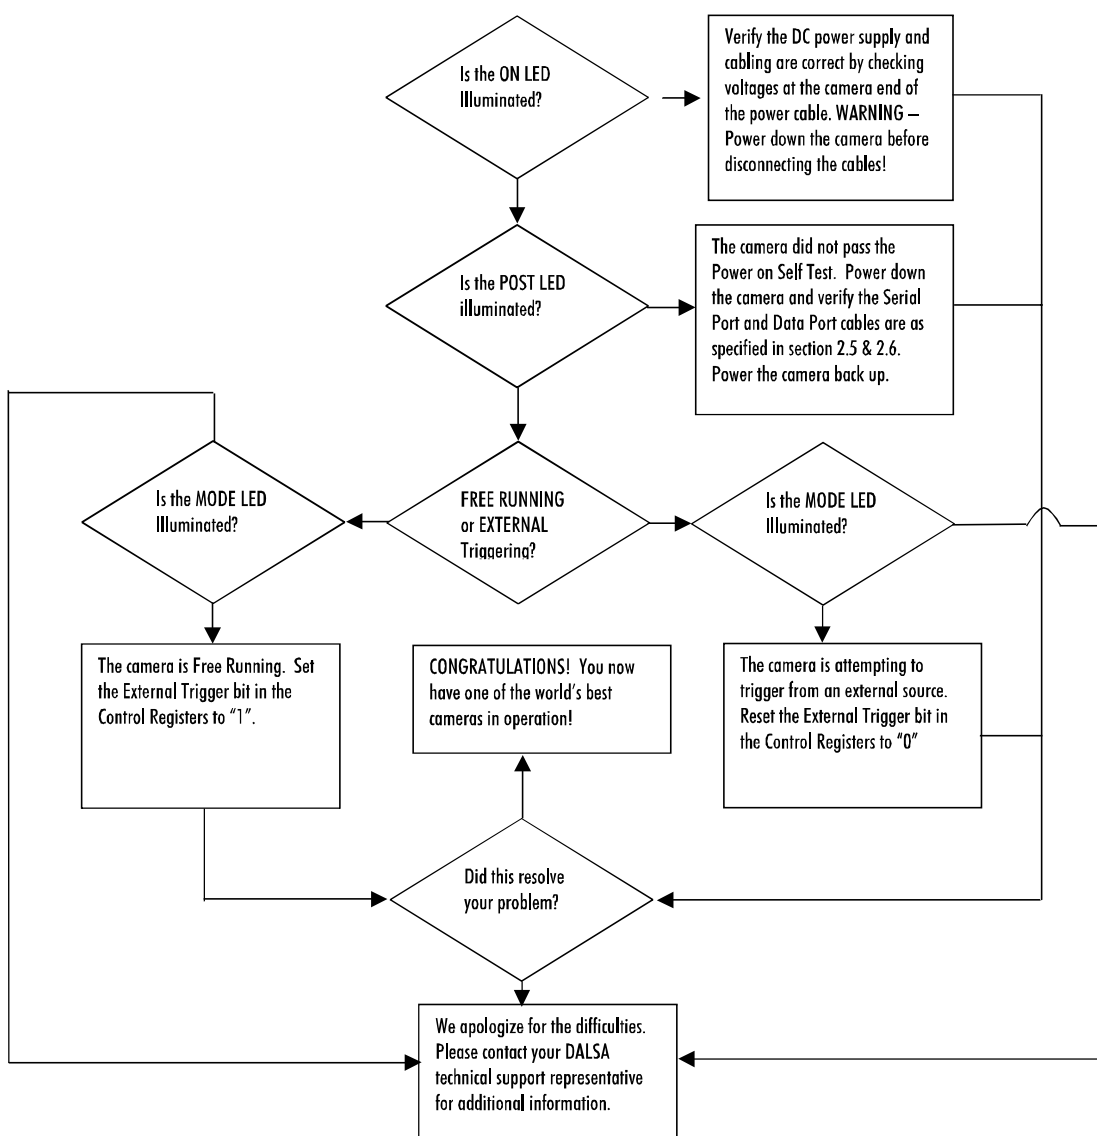 Is the ON LED
Illuminated?
Verify the DC power supply and
cabling are correct by checking
voltages at the camera end of
the power cable. WARNING –
Power down the camera before
disconnecting the cables!
Is the POST LED
illuminated?
The camera did not pass the
Power on Self Test. Power down
the camera and verify the Serial
Port and Data Port cables are as
specified in section 2.5 & 2.6.
Power the camera back up.
Is the MODE LED
Illuminated?
FREE RUNNING
or EXTERNAL
Triggering?
Is the MODE LED
Illuminated?
The camera is Free Running. Set
the External Trigger bit in the
Control Registers to “1”.
CONGRATULATIONS! You now
have one of the world’s best
cameras in operation!
The camera is attempting to
trigger from an external source.
Reset the External Trigger bit in
the Control Registers to “0”
Did this resolve
your problem?
We apologize for the difficulties.
Please contact your DALSA
technical support representative
for additional information.